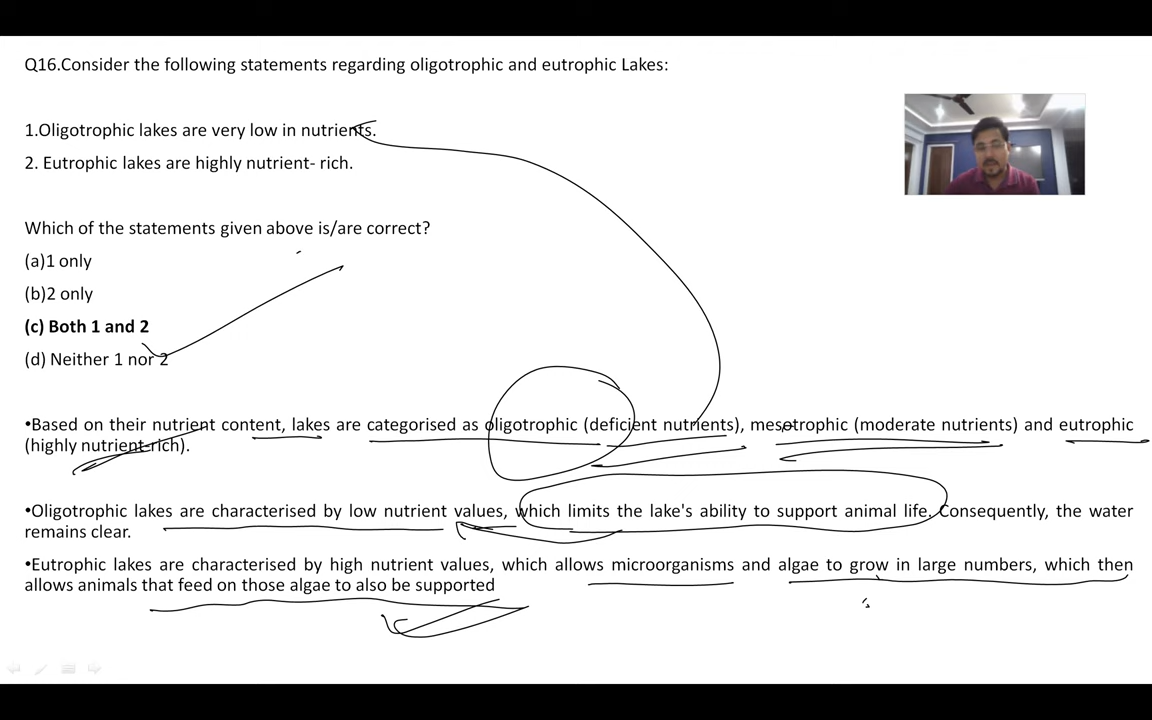 Q16.Consider the following statements regarding oligotrophic and eutrophic Lakes:
1.Oligotrophic lakes are very low in nutrients.
2. Eutrophic lakes are highly nutrient- rich.
Which of the statements given above is/are correct?
(a)1 only
(b)2 only
(c) Both 1 and 2
(d) Neither 1 nor 2
•Based on their nutrient content, lakes are categorised as oligotrophic (deficient nutrients), mesotrophic (moderate nutrients) and eutrophic
(highly nutrient-rich).
•Oligotrophic lakes are characterised by low nutrient values, which limits the lake's ability to support animal life. Consequently, the water
remains clear.
•Eutrophic lakes are characterised by high nutrient values, which allows microorganisms and algae to grow in large numbers, which then
allows animals that feed on those algae to also be supported